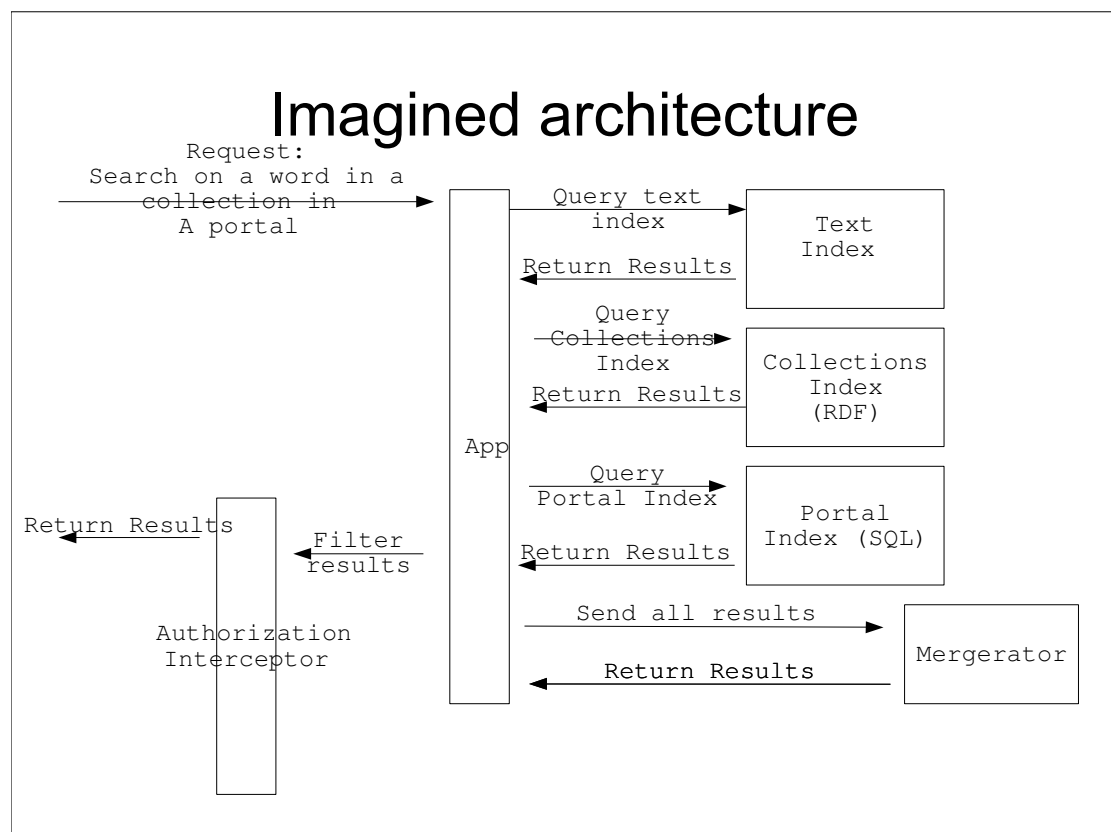 Imagined architecture
Request:
Search on a word in a
collection in
A portal
Query text
index
Text
Index
Return Results
Query
Collections
Index
Collections
Index
(RDF)
Return Results
App
Query
Portal Index
Portal
Index (SQL)
Return Results
Return Results
Filter
results
Authorization
Interceptor
Send all results
Mergerator
Return Results